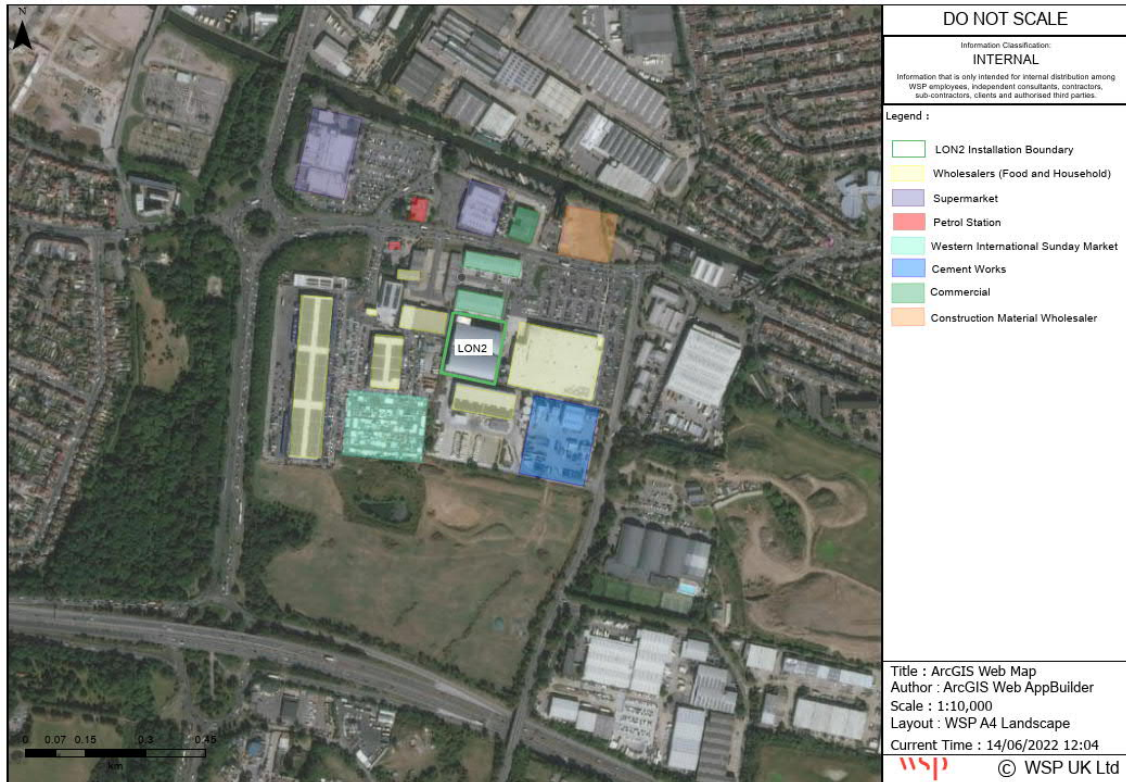 N
LON2
0 0.07 0.15 0.3 0.45
km
DO NOT SCALE
Information Classification:
INTERNAL
Information that is only intended for internal distribution among
WSP employees, independent consultants, contractors,
sub-contractors, clients and authorised third parties.
Legend :
LON2 Installation Boundary
Wholesalers (Food and Household)
Supermarket
Petrol Station
Western International Sunday Market
Cement Works
Commercial
Construction Material Wholesaler
Title : ArcGIS Web Map
Author : ArcGIS Web AppBuilder
Scale : 1:10,000
Layout : WSP A4 Landscape
Current Time : 14/06/2022 12:04
wsp © WSP UK Ltd